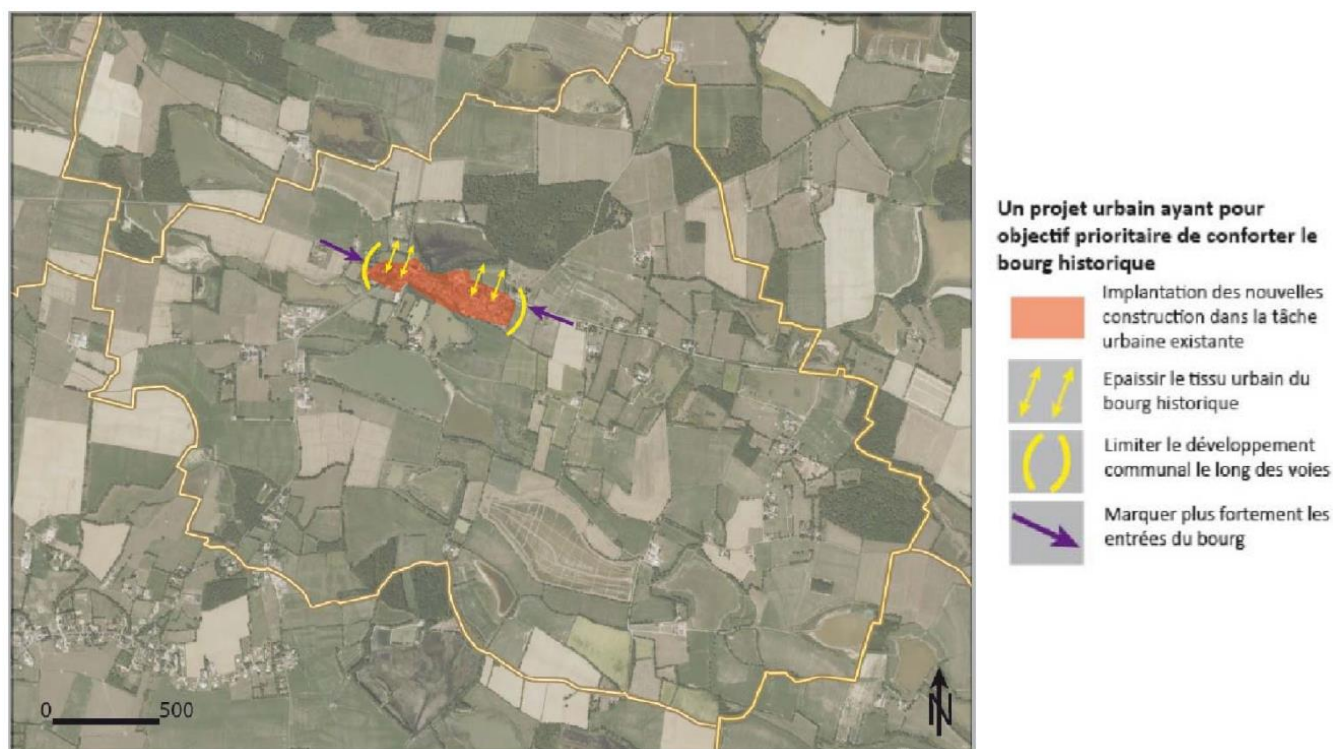 Un projet urbain ayant pour
objectif prioritaire de conforter le
bourg historique
Implantation des nouvelles
construction dans la tâche
urbaine existante
Epaissir le tissu urbain du
bourg historique
Limiter le développement
communal le long des voies
Marquer plus fortement les
entrées du bourg
0 500
N